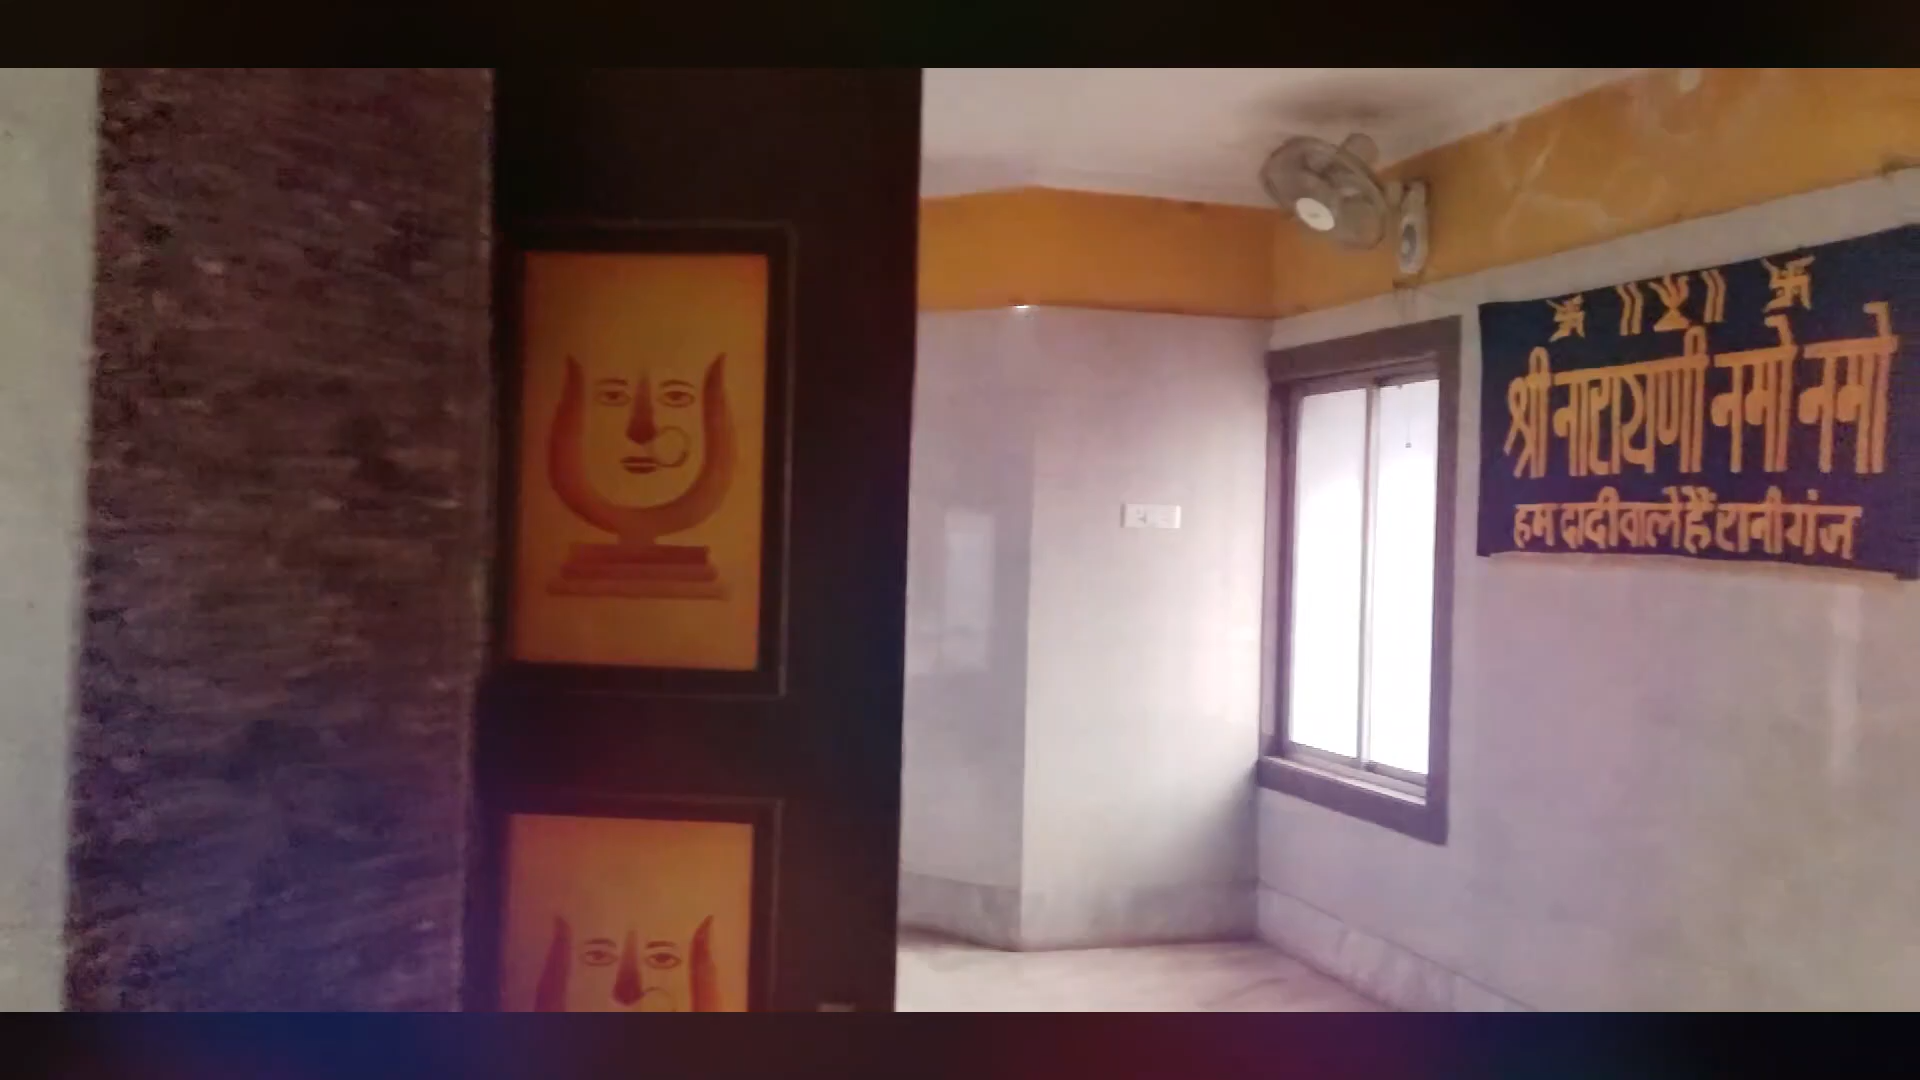 श्री नारायणी नमो नमो
हम दादीवाले हैं रानीगंज